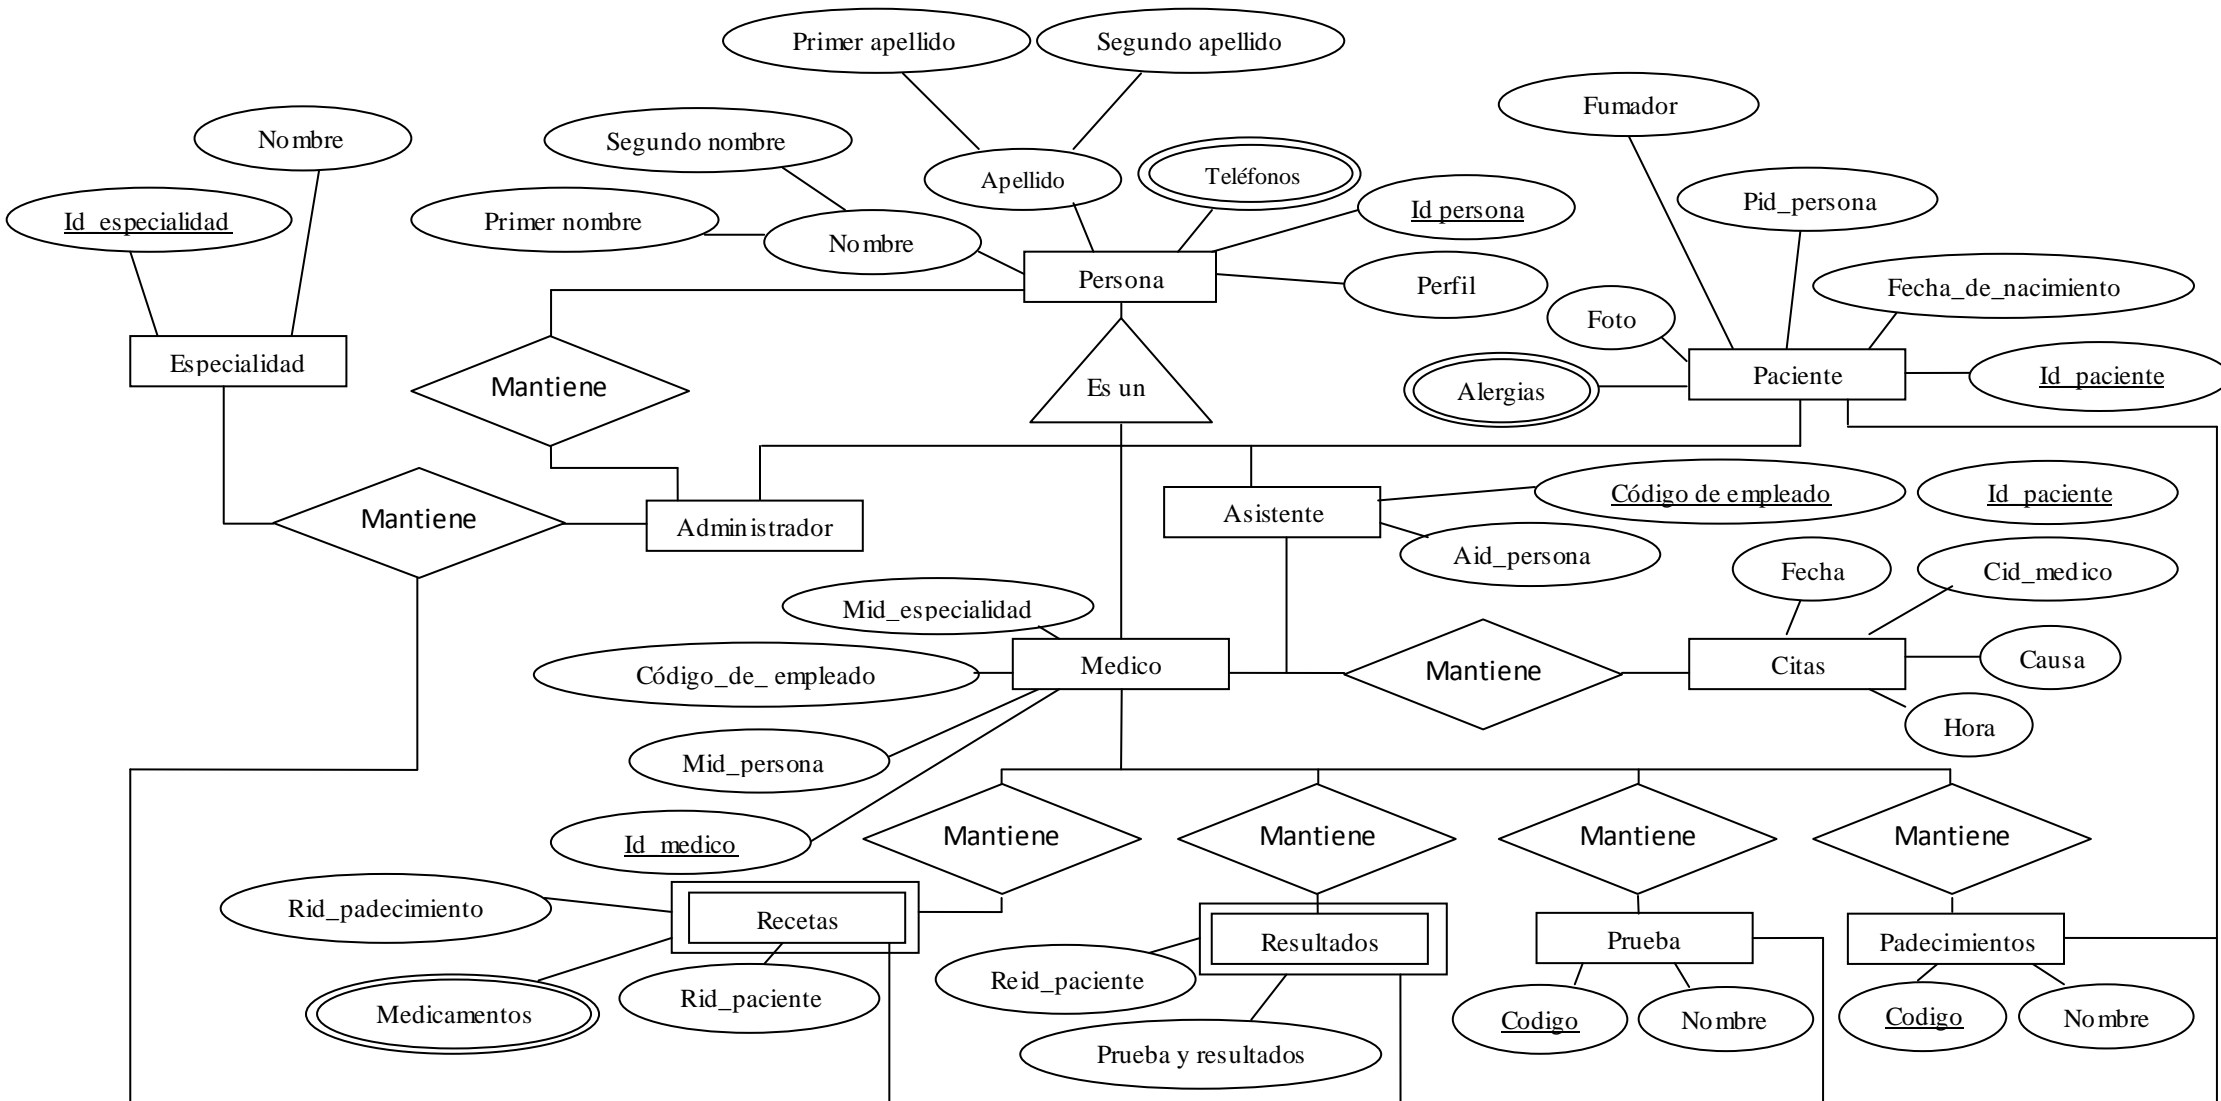 Primer apellido
Segundo apellido
Fumador
Nombre
Segundo nombre
Apellido
Teléfonos
Id_especialidad
Primer nombre
Nombre
Id persona
Pid_persona
Persona
Perfil
Fecha_de_nacimiento
Foto
Especialidad
Mantiene
Es un
Alergias
Paciente
Id_paciente
Mantiene
Administrador
Asistente
Código de empleado
Id_paciente
Aid_persona
Fecha
Cid_medico
Mid_especialidad
Código_de_ empleado
Medico
Mantiene
Citas
Causa
Hora
Mid_persona
Id_medico
Mantiene
Mantiene
Mantiene
Mantiene
Rid_padecimiento
Recetas
Resultados
Prueba
Padecimientos
Medicamentos
Rid_paciente
Reid_paciente
Codigo
Nombre
Codigo
Nombre
Prueba y resultados